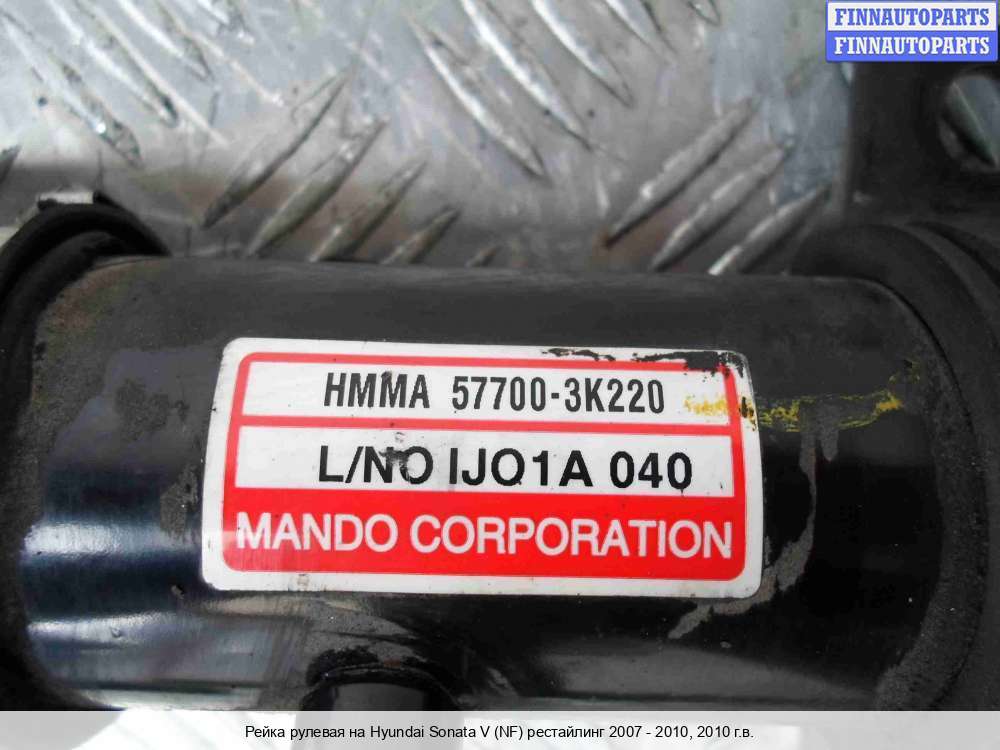 FINNAUTOPARTS
FINNAUTOPARTS
HMMA 57700-3K220
L/NO IJO1A 040
MANDO CORPORATION
Рейка рулевая на Hyundai Sonata V (NF) рестайлинг 2007 - 2010, 2010 г.в.